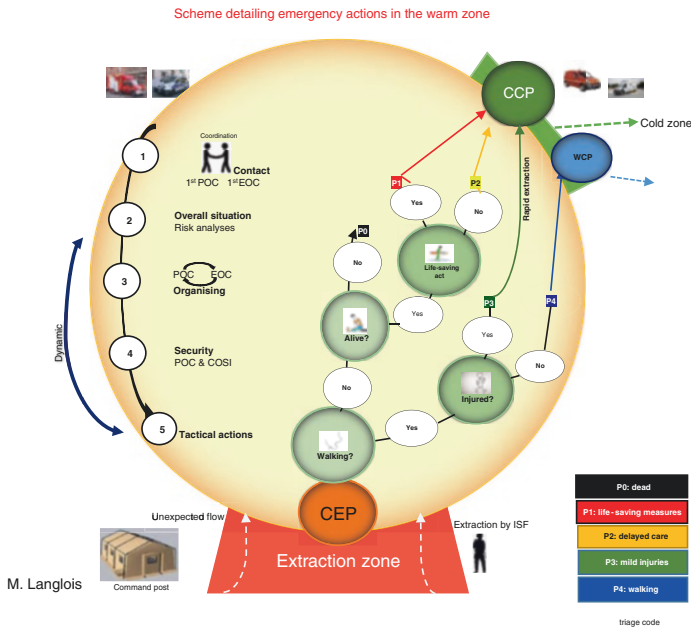 Scheme detailing emergency actions in the warm zone
CCP
Cold zone
WCP
1
Coordination
Contact
1st POC 1st EOC
2
Overall situation
Risk analyses
3
POC EOC
Organising
4
Security
POC & COSI
5
Tactical actions
Dynamic
P1
P2
Yes
No
Rapid extraction
P0
No
Life-saving
act
Alive?
Yes
P3
P4
Yes
No
No
Injured?
Walking?
Yes
CEP
Unexpected flow
Extraction by ISF
Extraction zone
Command post
M. Langlois
P0: dead
P1: life-saving measures
P2: delayed care
P3: mild injuries
P4: walking
triage code